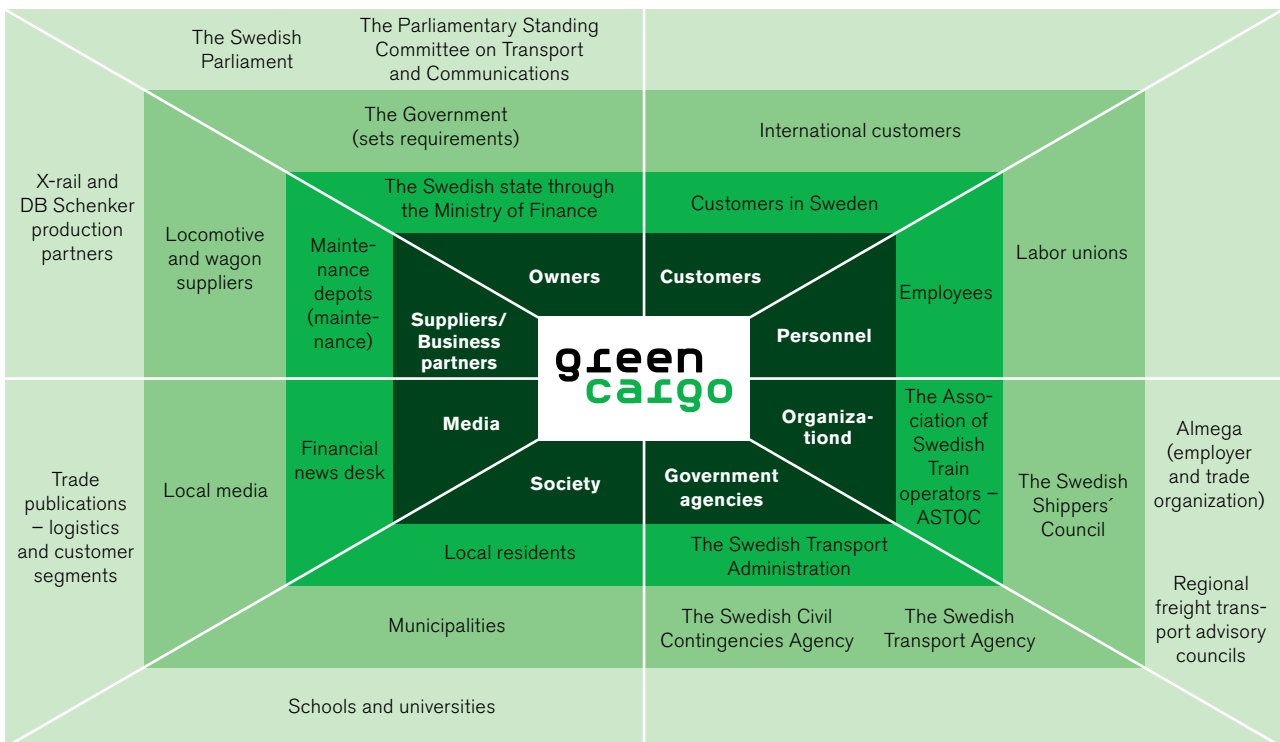 The Swedish
Parliament
The Parliamentary Standing
Committee on Transport
and Communications
The Government
(sets requirements)
International customers
The Swedish state through
the Ministry of Finance
Customers in Sweden
X-rail and
DB Schenker
production
partners
Locomotive
and wagon
suppliers
Mainte-
nance
depots
(mainte-
nance)
Owners
Customers
Suppliers/
Business
partners
Personnel
Employees
Labor unions
green
cargo
Media
Organiza-
tiond
Society
Government
agencies
Financial
news desk
Local media
Trade
publications
– logistics
and customer
segments
The Asso-
ciation of
Swedish
Train
operators –
ASTOC
The Swedish
Shippers´
Council
Almega
(employer
and trade
organization)
Regional
freight trans-
port advisory
councils
Local residents
The Swedish Transport
Administration
Municipalities
The Swedish Civil
Contingencies Agency
The Swedish
Transport Agency
Schools and universities